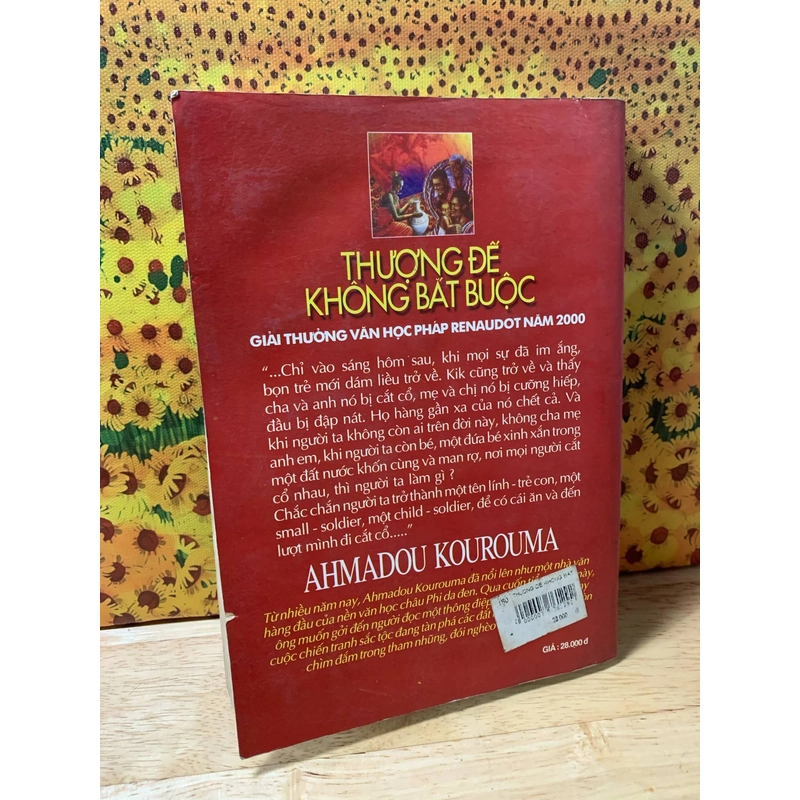 THƯỢNG ĐẾ
KHÔNG BẮT BUỘC
GIẢI THƯỞNG VĂN HỌC PHÁP RENAUDOT NĂM 2000
“...Chỉ vào sáng hôm sau, khi mọi sự đã im ắng,
bọn trẻ mới dám liều trở về. Kik cũng trở về và thấy
cha và anh nó bị cắt cổ, mẹ và chị nó bị cưỡng hiếp,
đầu bị đập nát. Họ hàng gần xa của nó chết cả. Và
khi người ta không còn ai trên đời này, không cha mẹ
anh em, khi người ta còn bé, một đứa bé xinh xắn trong
một đất nước khốn cùng và man rợ, nơi mọi người cắt
cổ nhau, thì người ta làm gì ?
Chắc chắn người ta trở thành một tên lính - trẻ con, một
small - soldier, một child - soldier, để có cái ăn và đến
lượt mình đi cắt cổ.....”
AHMADOU KOUROUMA
Từ nhiều năm nay, Ahmadou Kourouma đã nổi lên như một nhà văn
hàng đầu của nền văn học châu Phi da đen. Qua cuốn này,
ông muốn gởi đến người đọc một thông điệp
cuộc chiến tranh sắc tộc đang tàn phá các đất
chìm đắm trong tham nhũng, đói nghèo
THUONG DE KHONG BAT
28 000 đ
GIÁ : 28.000 đ